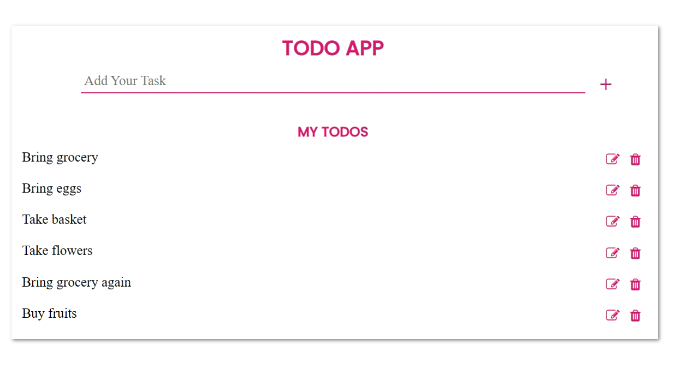 TODO APP
Add Your Task
MY TODOS
Bring grocery
Bring eggs
Take basket
Take flowers
Bring grocery again
Buy fruits